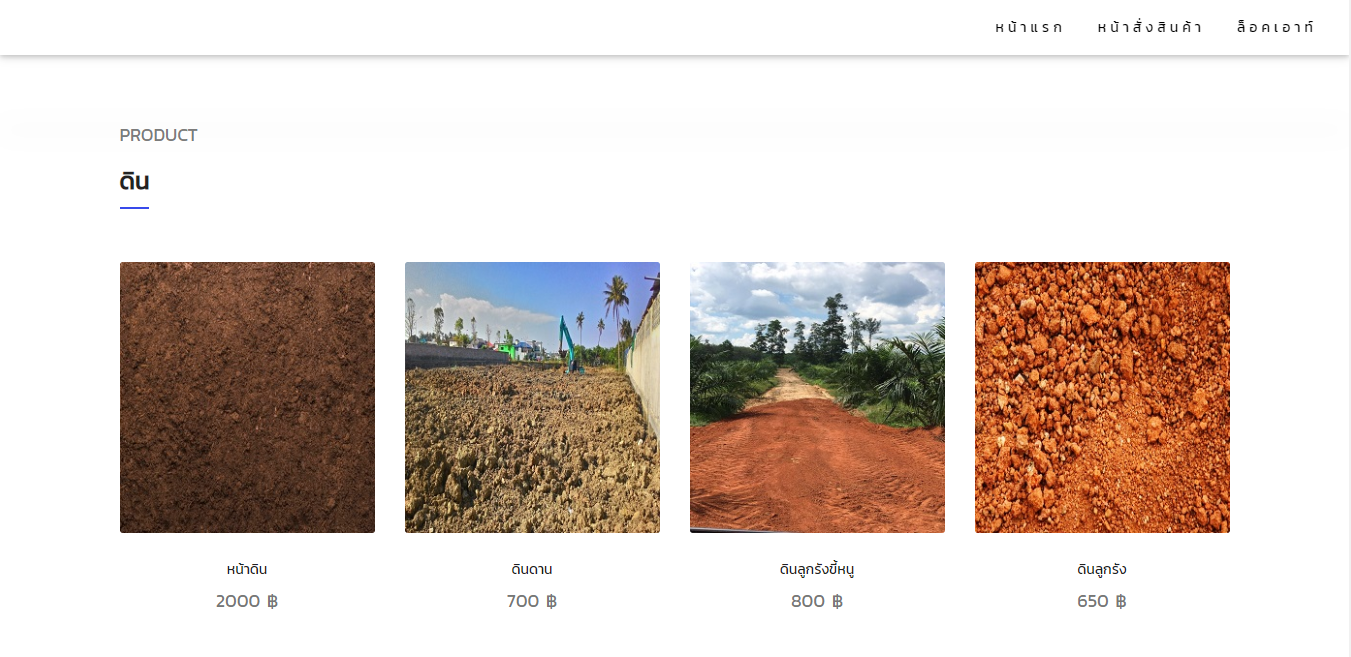 หน้าแรก หน้าสั่งสินค้า ล็อคเอาท์
PRODUCT
ดิน
หน้าดิน ดินดาน ดินลูกรังขี้หนู ดินลูกรัง
2000 ฿ 700 ฿ 800 ฿ 650 ฿